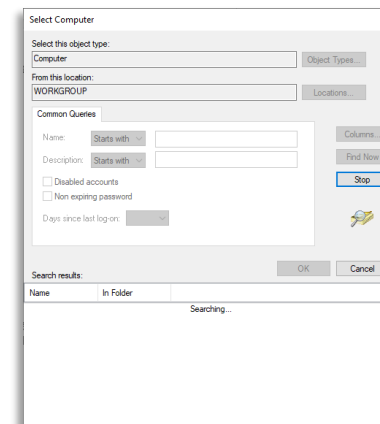 Select Computer
Select this object type:
Computer
Object Types...
From this location:
WORKGROUP
Locations...
Common Queries
Name: Starts with
Description: Starts with
Columns...
Find Now
Disabled accounts
Stop
Non expiring password
Days since last log-on:
OK Cancel
Search results:
Name In Folder
Searching...